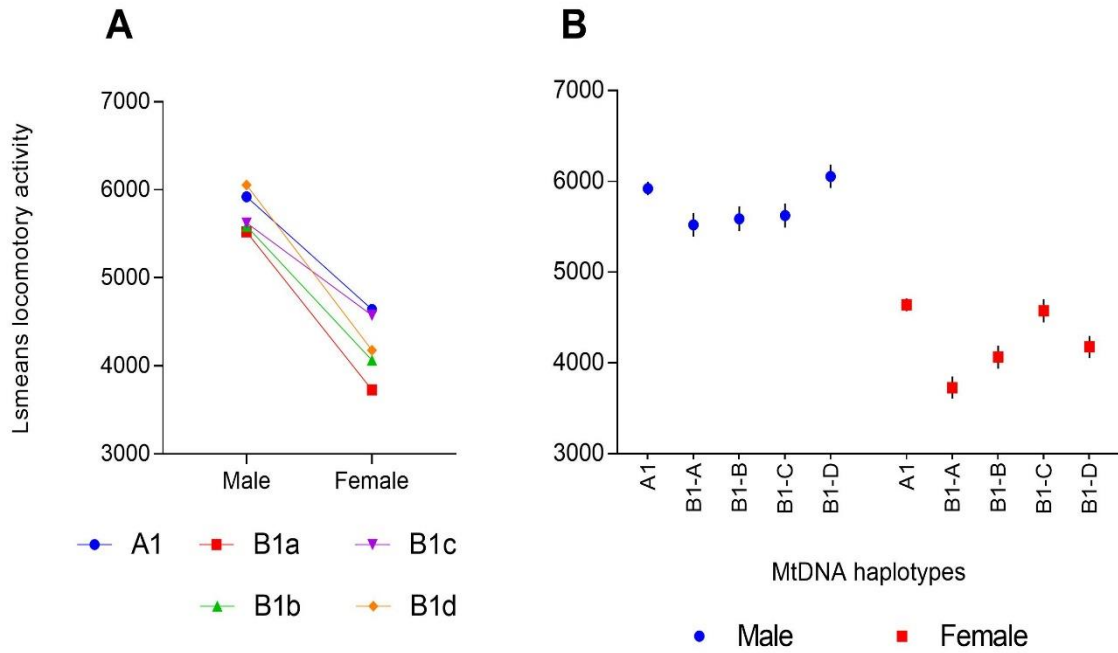 A
Lsmeans locomotory activity
7000
6000
5000
4000
3000
Male Female
A1 B1a B1c
B1b B1d
B
7000
6000
5000
4000
3000
A1 B1-A B1-B B1-C B1-D A1 B1-A B1-B B1-C B1-D
MtDNA haplotypes
Male Female